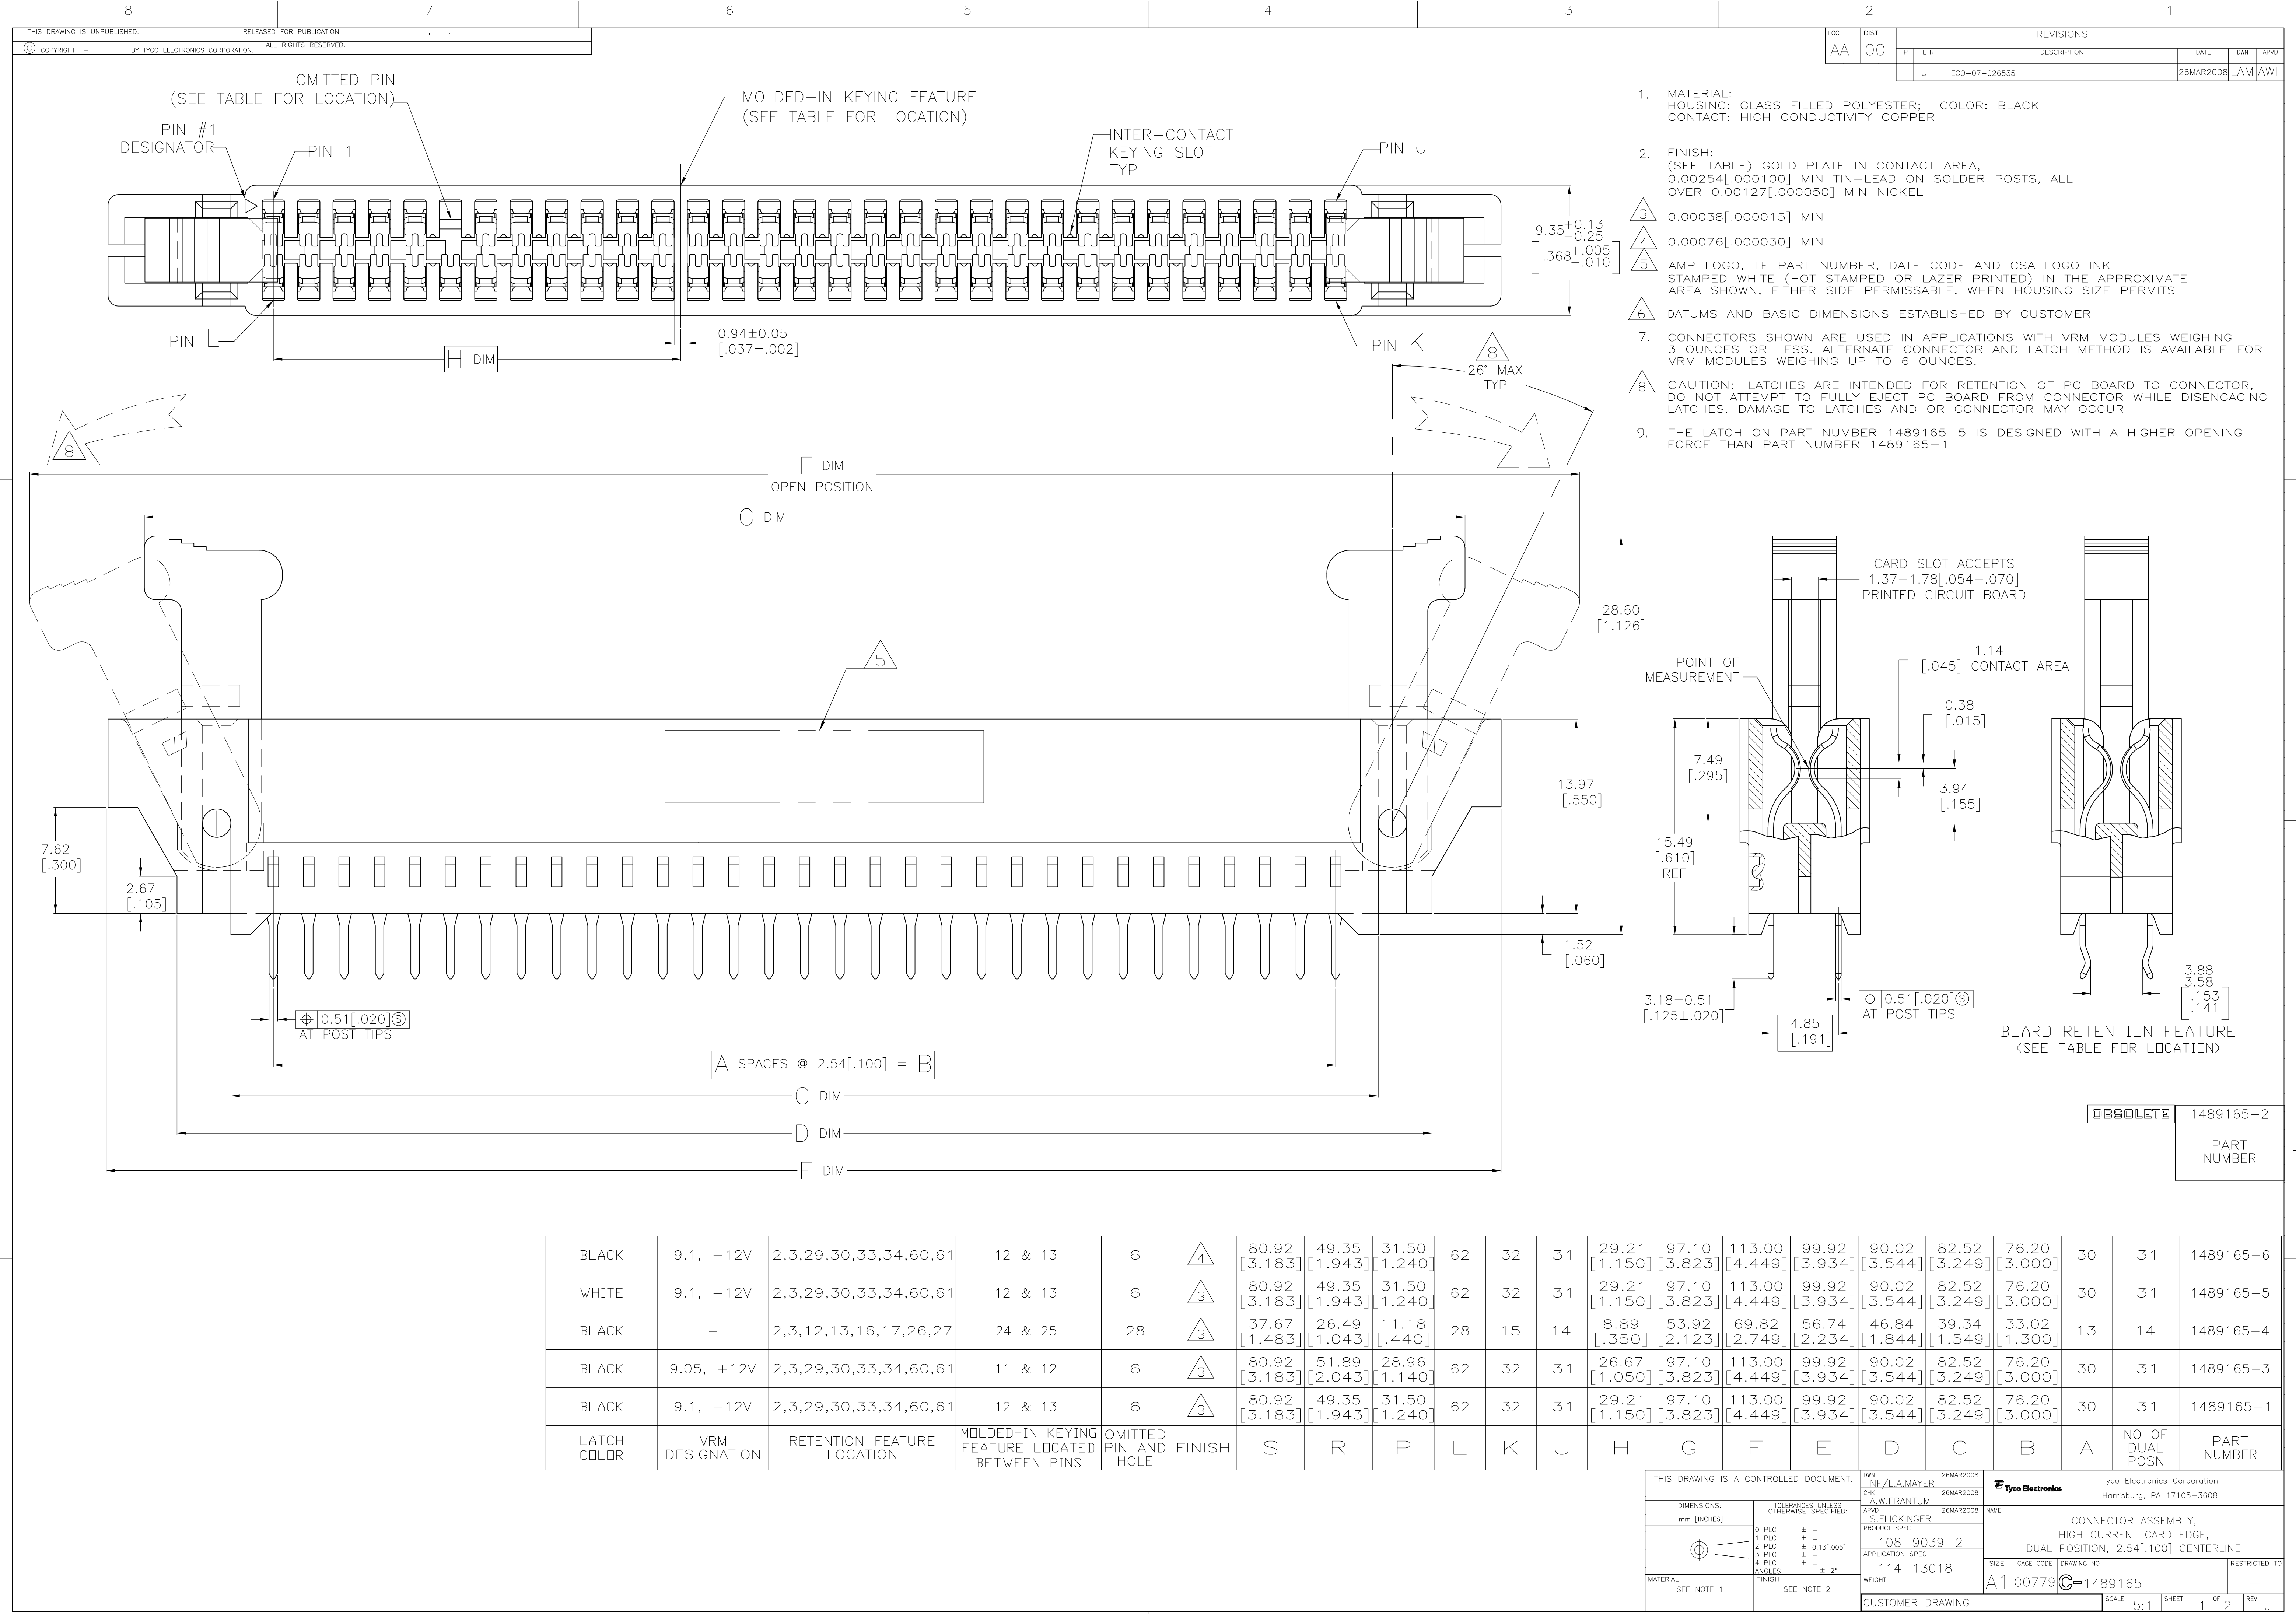 8 7 6 5 4 3 2 1
THIS DRAWING IS UNPUBLISHED.
RELEASED FOR PUBLICATION - ,- .
© COPYRIGHT - BY TYCO ELECTRONICS CORPORATION. ALL RIGHTS RESERVED.
LOC DIST REVISIONS
AA 00
P LTR DESCRIPTION DATE DWN APVD
J ECO-07-026535 26MAR2008 LAM AWF
OMITTED PIN
(SEE TABLE FOR LOCATION)
PIN #1
DESIGNATOR
PIN 1
MOLDED-IN KEYING FEATURE
(SEE TABLE FOR LOCATION)
INTER-CONTACT
KEYING SLOT
TYP
PIN J
PIN L
PIN K
H DIM
0.94±0.05
[.037±.002]
9.35+0.13
-0.25
[.368+.005
-.010]
8
26° MAX
TYP
1. MATERIAL:
HOUSING: GLASS FILLED POLYESTER; COLOR: BLACK
CONTACT: HIGH CONDUCTIVITY COPPER
2. FINISH:
(SEE TABLE) GOLD PLATE IN CONTACT AREA,
0.00254[.000100] MIN TIN-LEAD ON SOLDER POSTS, ALL
OVER 0.00127[.000050] MIN NICKEL
3 0.00038[.000015] MIN
4 0.00076[.000030] MIN
5 AMP LOGO, TE PART NUMBER, DATE CODE AND CSA LOGO INK
STAMPED WHITE (HOT STAMPED OR LAZER PRINTED) IN THE APPROXIMATE
AREA SHOWN, EITHER SIDE PERMISSABLE, WHEN HOUSING SIZE PERMITS
6 DATUMS AND BASIC DIMENSIONS ESTABLISHED BY CUSTOMER
7. CONNECTORS SHOWN ARE USED IN APPLICATIONS WITH VRM MODULES WEIGHING
3 OUNCES OR LESS. ALTERNATE CONNECTOR AND LATCH METHOD IS AVAILABLE FOR
VRM MODULES WEIGHING UP TO 6 OUNCES.
8 CAUTION: LATCHES ARE INTENDED FOR RETENTION OF PC BOARD TO CONNECTOR,
DO NOT ATTEMPT TO FULLY EJECT PC BOARD FROM CONNECTOR WHILE DISENGAGING
LATCHES. DAMAGE TO LATCHES AND OR CONNECTOR MAY OCCUR
9. THE LATCH ON PART NUMBER 1489165-5 IS DESIGNED WITH A HIGHER OPENING
FORCE THAN PART NUMBER 1489165-1
8
F DIM
OPEN POSITION
G DIM
5
28.60
[1.126]
13.97
[.550]
7.62
[.300]
2.67
[.105]
1.52
[.060]
0.51[.020]Ⓢ
AT POST TIPS
A SPACES @ 2.54[.100] = B
C DIM
D DIM
E DIM
CARD SLOT ACCEPTS
1.37-1.78[.054-.070]
PRINTED CIRCUIT BOARD
POINT OF
MEASUREMENT
1.14
[.045] CONTACT AREA
0.38
[.015]
7.49
[.295]
3.94
[.155]
15.49
[.610]
REF
3.18±0.51
[.125±.020]
4.85
[.191]
0.51[.020]Ⓢ
AT POST TIPS
3.88
3.58
[.153
.141]
BOARD RETENTION FEATURE
(SEE TABLE FOR LOCATION)
OBSOLETE 1489165-2
PART
NUMBER
E
BLACK 9.1, +12V 2,3,29,30,33,34,60,61 12 & 13 6 4 80.92 [3.183] 49.35 [1.943] 31.50 [1.240] 62 32 31 29.21 [1.150] 97.10 [3.823] 113.00 [4.449] 99.92 [3.934] 90.02 [3.544] 82.52 [3.249] 76.20 [3.000] 30 31 1489165-6
WHITE 9.1, +12V 2,3,29,30,33,34,60,61 12 & 13 6 3 80.92 [3.183] 49.35 [1.943] 31.50 [1.240] 62 32 31 29.21 [1.150] 97.10 [3.823] 113.00 [4.449] 99.92 [3.934] 90.02 [3.544] 82.52 [3.249] 76.20 [3.000] 30 31 1489165-5
BLACK - 2,3,12,13,16,17,26,27 24 & 25 28 3 37.67 [1.483] 26.49 [1.043] 11.18 [.440] 28 15 14 8.89 [.350] 53.92 [2.123] 69.82 [2.749] 56.74 [2.234] 46.84 [1.844] 39.34 [1.549] 33.02 [1.300] 13 14 1489165-4
BLACK 9.05, +12V 2,3,29,30,33,34,60,61 11 & 12 6 3 80.92 [3.183] 51.89 [2.043] 28.96 [1.140] 62 32 31 26.67 [1.050] 97.10 [3.823] 113.00 [4.449] 99.92 [3.934] 90.02 [3.544] 82.52 [3.249] 76.20 [3.000] 30 31 1489165-3
BLACK 9.1, +12V 2,3,29,30,33,34,60,61 12 & 13 6 3 80.92 [3.183] 49.35 [1.943] 31.50 [1.240] 62 32 31 29.21 [1.150] 97.10 [3.823] 113.00 [4.449] 99.92 [3.934] 90.02 [3.544] 82.52 [3.249] 76.20 [3.000] 30 31 1489165-1
LATCH COLOR VRM DESIGNATION RETENTION FEATURE LOCATION MOLDED-IN KEYING FEATURE LOCATED BETWEEN PINS OMITTED PIN AND HOLE FINISH S R P L K J H G F E D C B A NO OF DUAL POSN PART NUMBER
THIS DRAWING IS A CONTROLLED DOCUMENT.
DIMENSIONS:
mm [INCHES]
TOLERANCES UNLESS
OTHERWISE SPECIFIED:
0 PLC ± -
1 PLC ± -
2 PLC ± 0.13[.005]
3 PLC ± -
4 PLC ± -
ANGLES ± 2°
MATERIAL
SEE NOTE 1
FINISH
SEE NOTE 2
DWN 26MAR2008
NF/L.A.MAYER
CHK 26MAR2008
A.W.FRANTUM
APVD 26MAR2008
S.FLICKINGER
PRODUCT SPEC
108-9039-2
APPLICATION SPEC
114-13018
WEIGHT -
CUSTOMER DRAWING
Tyco Electronics
Tyco Electronics Corporation
Harrisburg, PA 17105-3608
NAME
CONNECTOR ASSEMBLY,
HIGH CURRENT CARD EDGE,
DUAL POSITION, 2.54[.100] CENTERLINE
SIZE CAGE CODE DRAWING NO RESTRICTED TO
A1 00779 C-1489165 -
SCALE 5:1 SHEET 1 OF 2 REV J